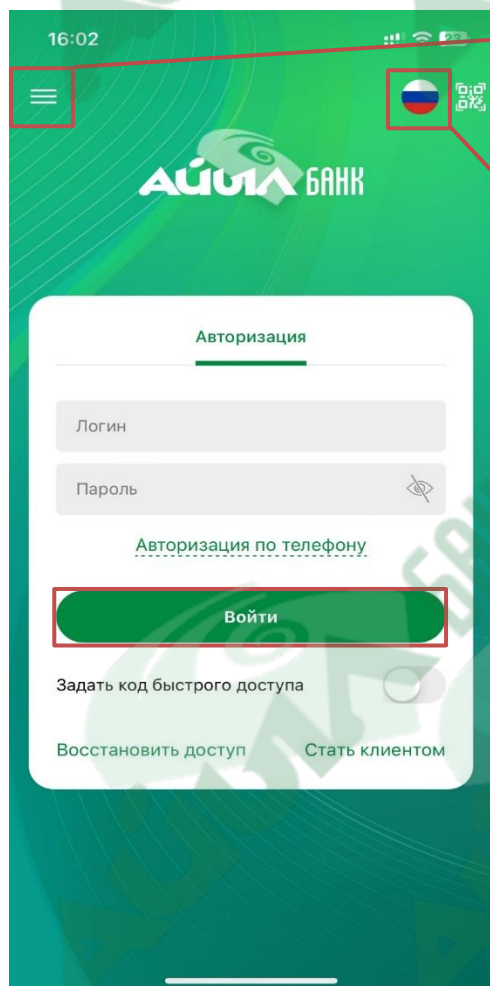 16:02
23
АЙЫЛ БАНК
Авторизация
Логин
Пароль
Авторизация по телефону
Войти
Задать код быстрого доступа
Восстановить доступ Стать клиентом